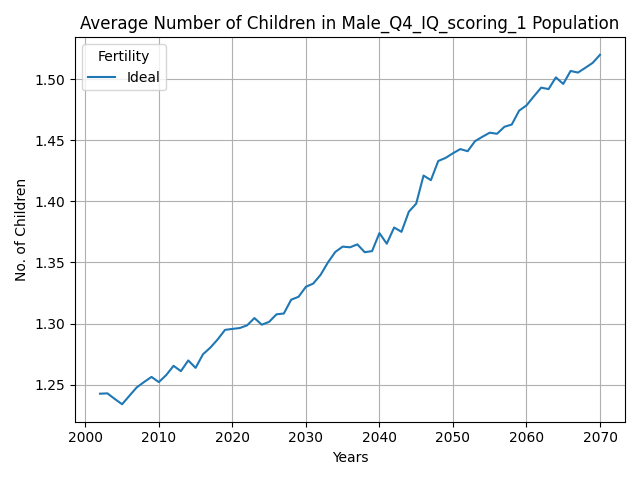 Average Number of Children in Male_Q4_IQ_scoring_1 Population
Fertility
Ideal
No. of Children
1.50
1.45
1.40
1.35
1.30
1.25
2000 2010 2020 2030 2040 2050 2060 2070
Years